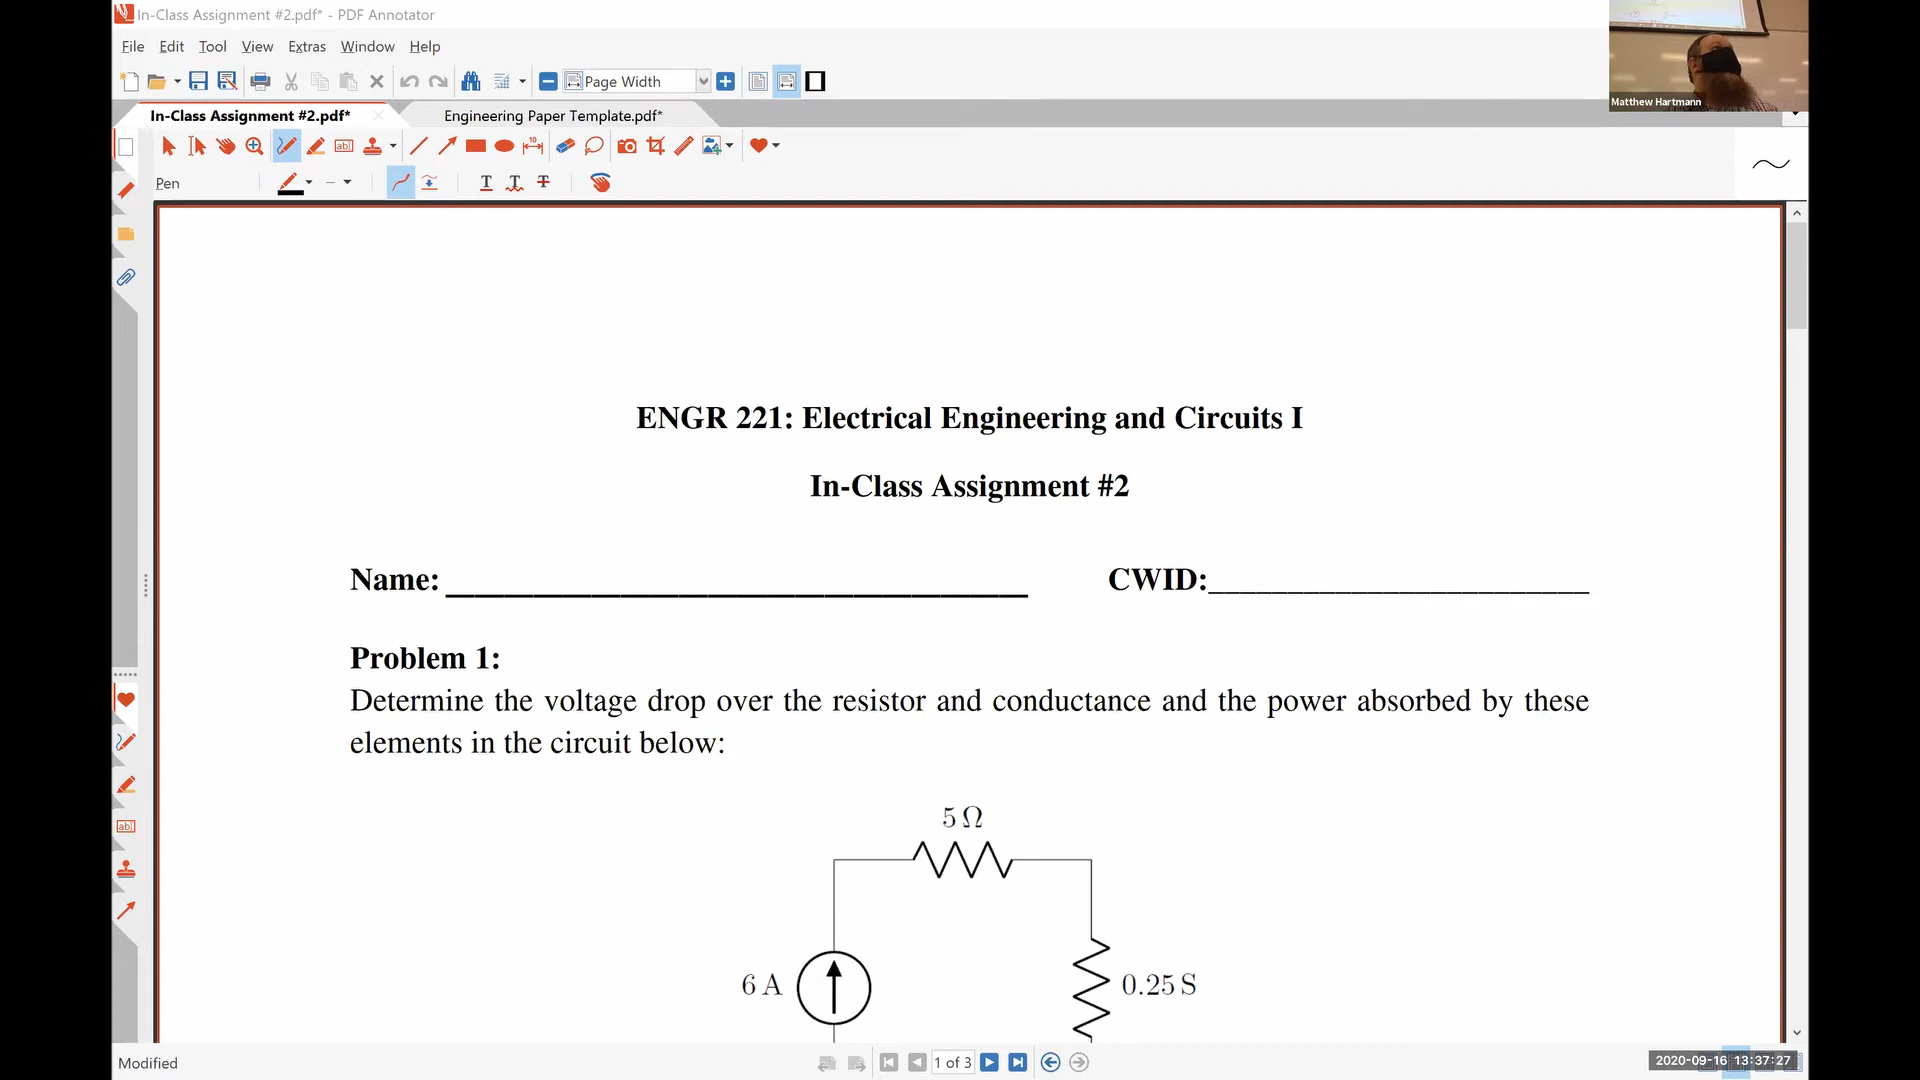 In-Class Assignment #2.pdf* - PDF Annotator
File Edit Tool View Extras Window Help
Page Width
In-Class Assignment #2.pdf* Engineering Paper Template.pdf*
Pen
Matthew Hartmann
ENGR 221: Electrical Engineering and Circuits I
In-Class Assignment #2
Name: ____________________ CWID:____________________
Problem 1:
Determine the voltage drop over the resistor and conductance and the power absorbed by these
elements in the circuit below:
5 Ω
6 A
0.25 S
Modified
1 of 3
2020-09-16 13:37:27